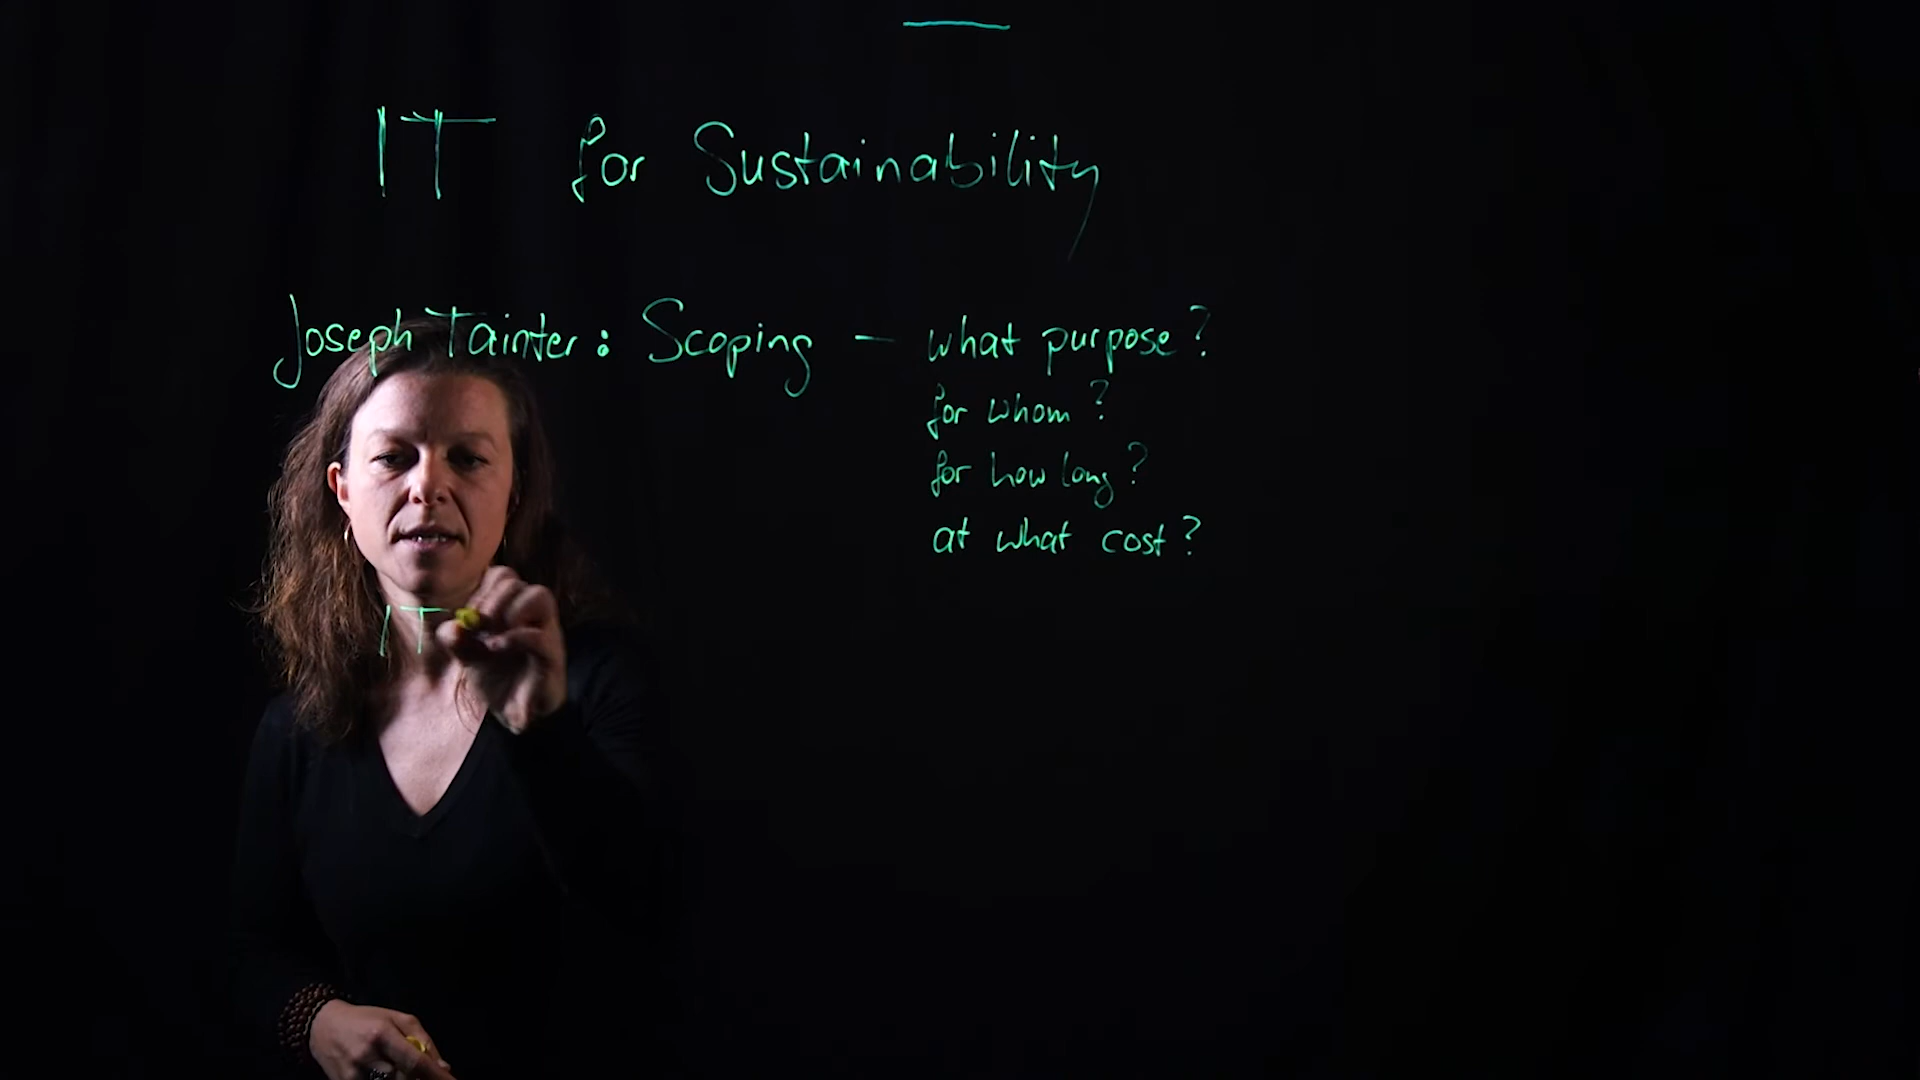 IT for Sustainability
Joseph Tainter: Scoping – what purpose?
for whom?
for how long?
at what cost?
IT